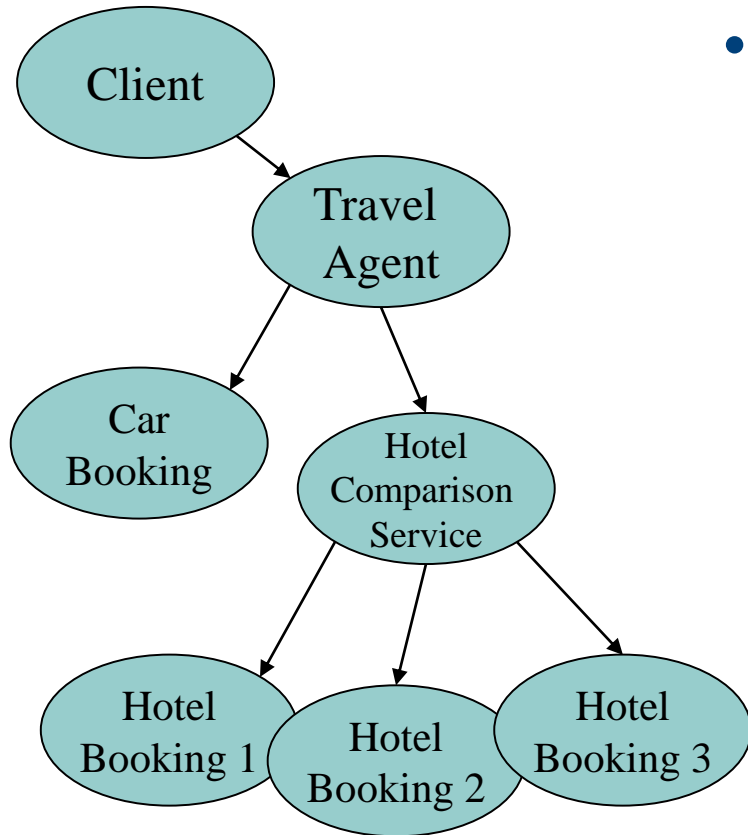 Client
Travel
Agent
Car
Booking
Hotel
Comparison
Service
Hotel
Booking 1
Hotel
Booking 2
Hotel
Booking 3